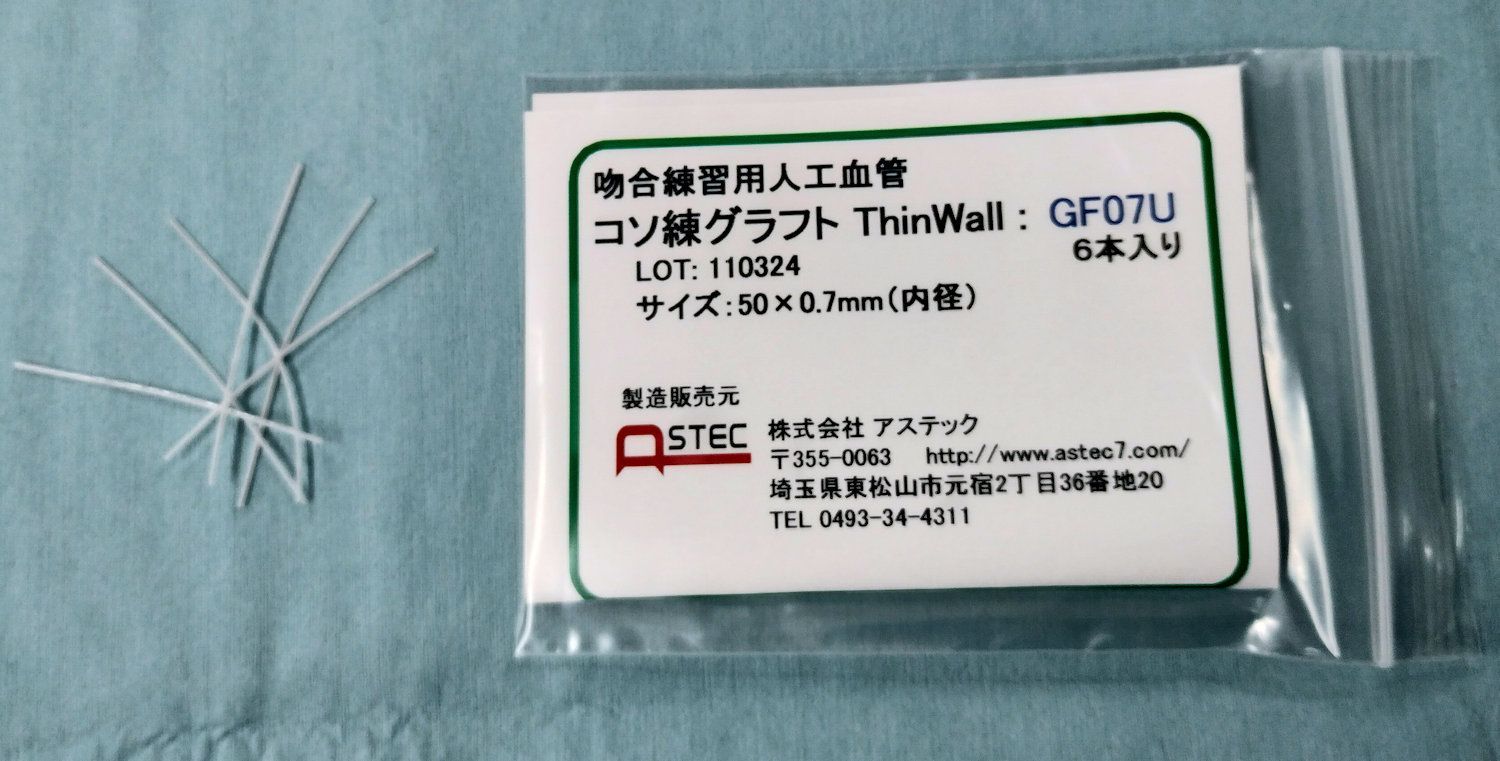 吻合練習用人工血管
コソ練グラフト ThinWall : GF07U
6本入り
LOT: 110324
サイズ:50×0.7mm(内径)
製造販売元
ASTEC
株式会社 アステック
〒355-0063 http://www.astec7.com/
埼玉県東松山市元宿2丁目36番地20
TEL 0493-34-4311